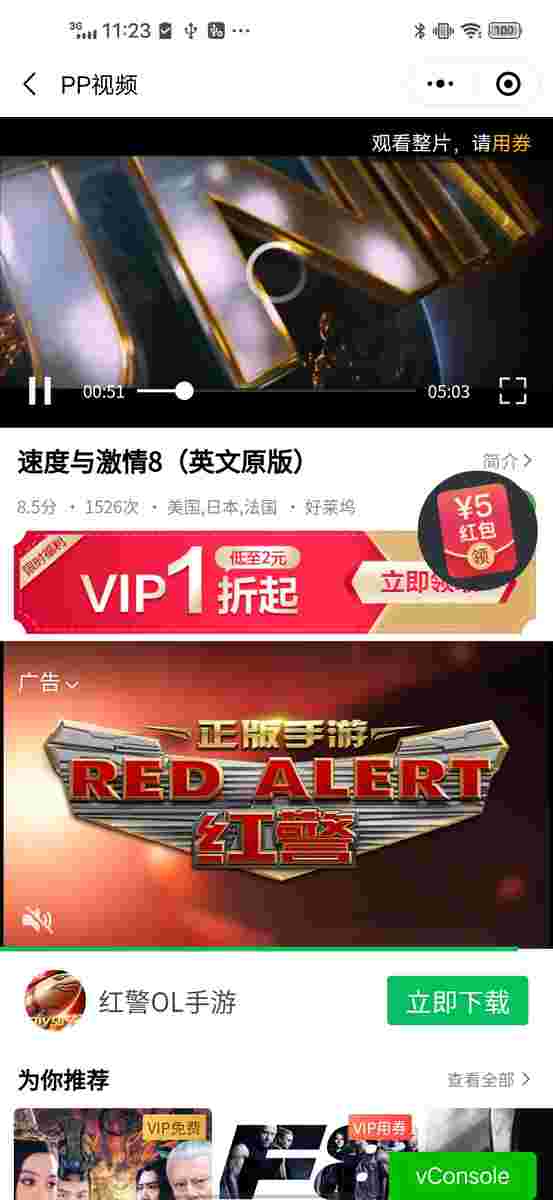 3G 11:23 100
PP视频
观看整片，请用券
00:51 05:03
速度与激情8（英文原版）
简介
8.5分 · 1526次 · 美国,日本,法国 · 好莱坞
¥5
红包
领
限时福利
VIP1折起
低至2元
立即领
广告
正版手游
RED ALERT
红警
红警OL手游
立即下载
为你推荐
查看全部
VIP免费
VIP用券
F8
vConsole